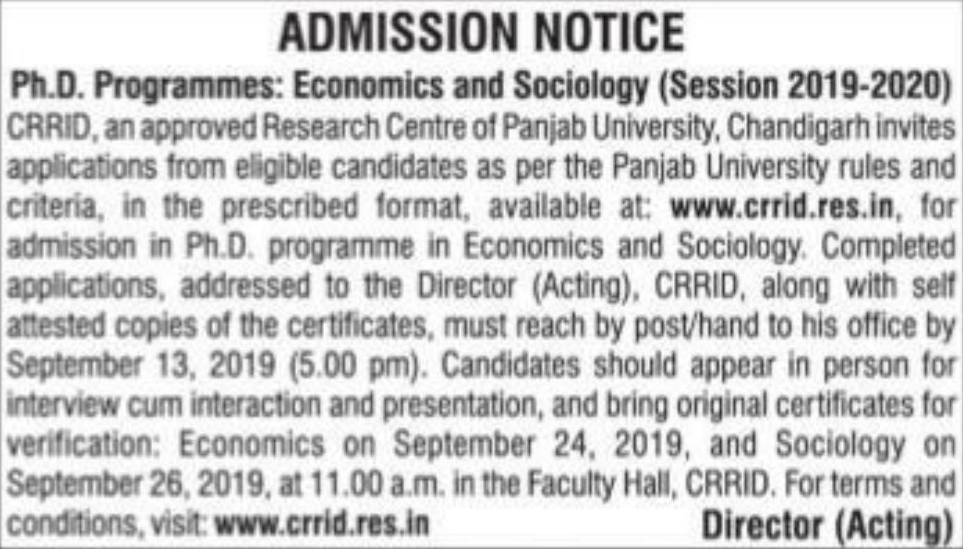 ADMISSION NOTICE
Ph.D. Programmes: Economics and Sociology (Session 2019-2020)
CRRID, an approved Research Centre of Panjab University, Chandigarh invites
applications from eligible candidates as per the Panjab University rules and
criteria, in the prescribed format, available at: www.crrid.res.in, for
admission in Ph.D. programme in Economics and Sociology. Completed
applications, addressed to the Director (Acting), CRRID, along with self
attested copies of the certificates, must reach by post/hand to his office by
September 13, 2019 (5.00 pm). Candidates should appear in person for
interview cum interaction and presentation, and bring original certificates for
verification: Economics on September 24, 2019, and Sociology on
September 26, 2019, at 11.00 a.m. in the Faculty Hall, CRRID. For terms and
conditions, visit: www.crrid.res.in Director (Acting)